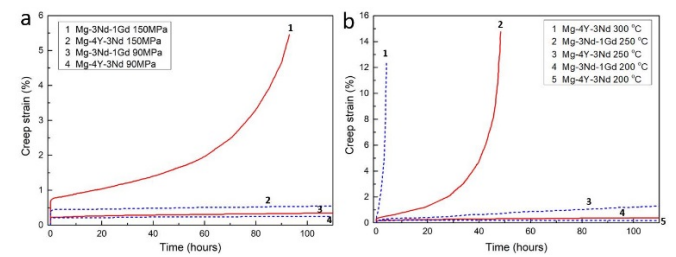 a
1 Mg-3Nd-1Gd 150MPa
2 Mg-4Y-3Nd 150MPa
3 Mg-3Nd-1Gd 90MPa
4 Mg-4Y-3Nd 90MPa
1
2
3
4
6
5
4
3
2
1
0
0 20 40 60 80 100
Creep strain (%)
Time (hours)
b
1 Mg-4Y-3Nd 300 °C
2 Mg-3Nd-1Gd 250 °C
3 Mg-4Y-3Nd 250 °C
4 Mg-3Nd-1Gd 200 °C
5 Mg-4Y-3Nd 200 °C
1
2
3
4
5
16
14
12
10
8
6
4
2
0
0 20 40 60 80 100
Creep strain (%)
Time (hours)